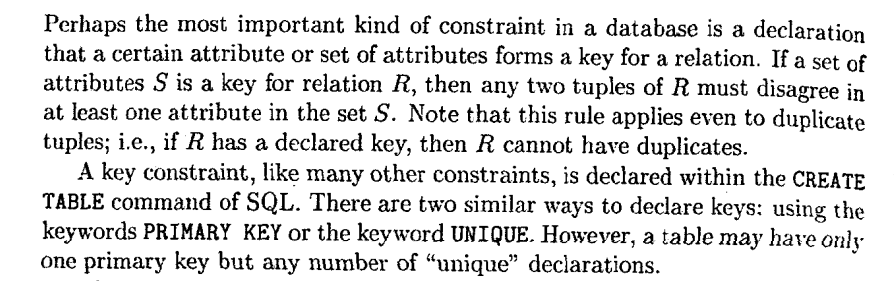 Perhaps the most important kind of constraint in a database is a declaration
that a certain attribute or set of attributes forms a key for a relation. If a set of
attributes S is a key for relation R, then any two tuples of R must disagree in
at least one attribute in the set S. Note that this rule applies even to duplicate
tuples; i.e., if R has a declared key, then R cannot have duplicates.
A key constraint, like many other constraints, is declared within the CREATE
TABLE command of SQL. There are two similar ways to declare keys: using the
keywords PRIMARY KEY or the keyword UNIQUE. However, a table may have only
one primary key but any number of “unique” declarations.